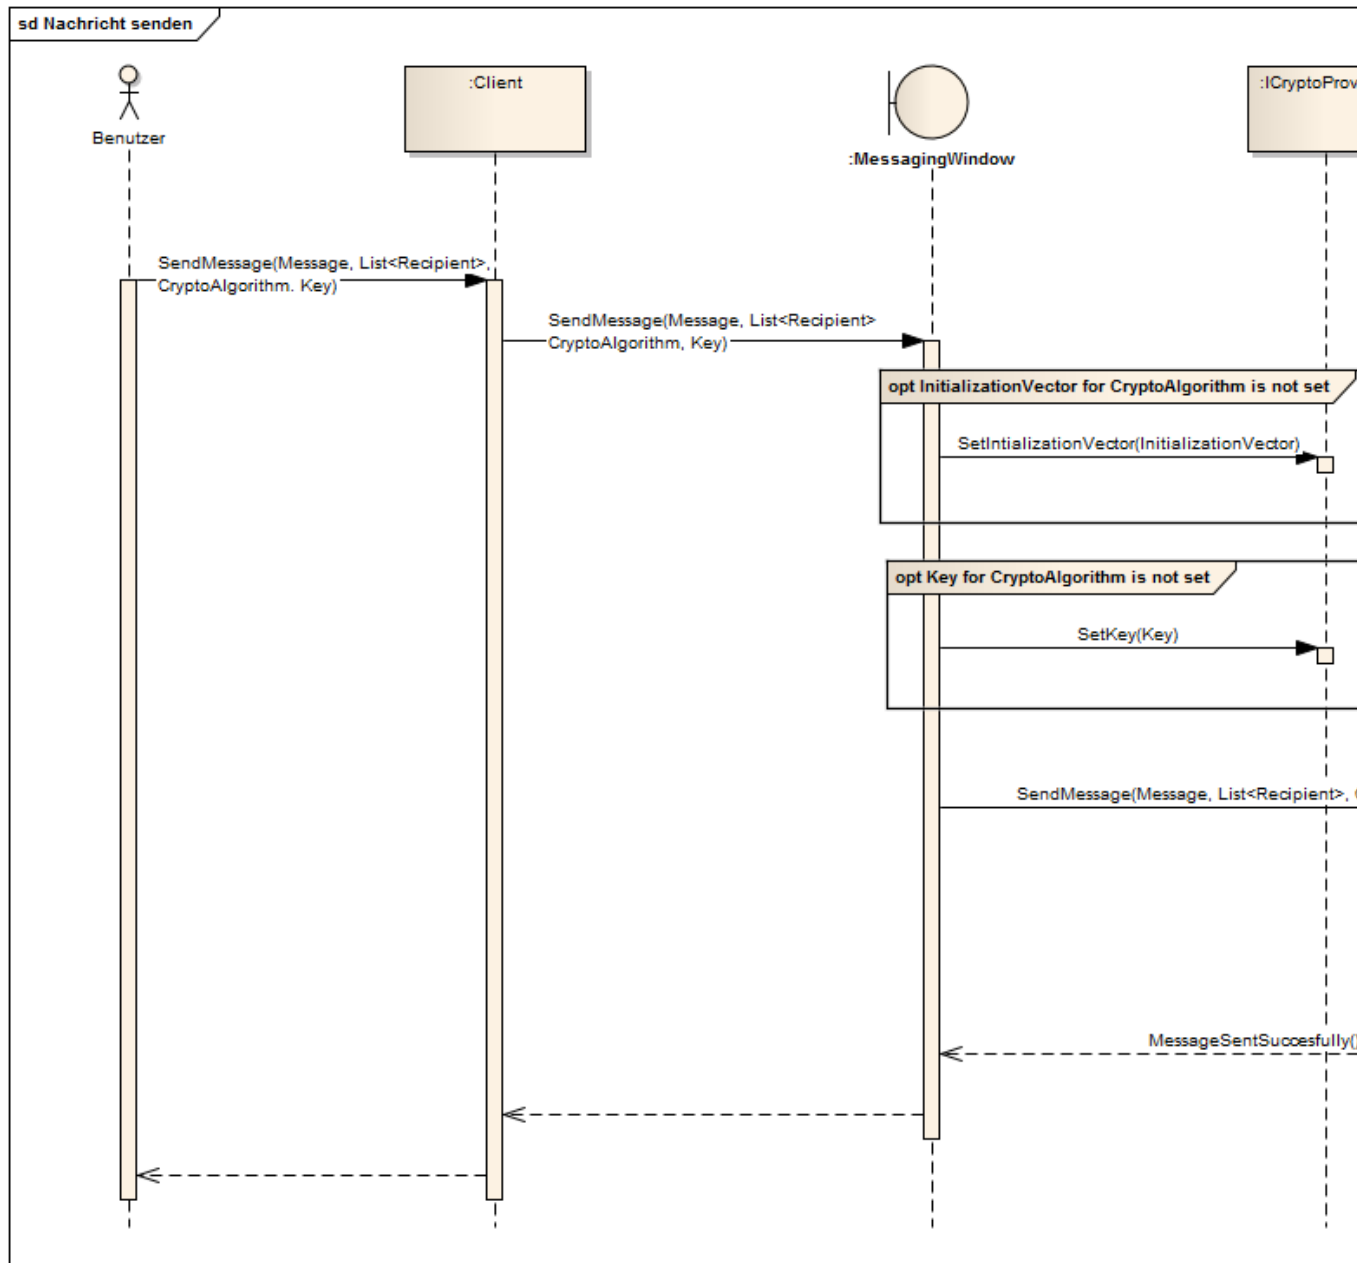 sd Nachricht senden
:Client
:ICryptoProv
Benutzer
:MessagingWindow
SendMessage(Message, List<Recipient>,
CryptoAlgorithm. Key)
SendMessage(Message, List<Recipient>
CryptoAlgorithm, Key)
opt InitializationVector for CryptoAlgorithm is not set
SetIntializationVector(InitializationVector)
opt Key for CryptoAlgorithm is not set
SetKey(Key)
SendMessage(Message, List<Recipient>,
MessageSentSuccesfully()